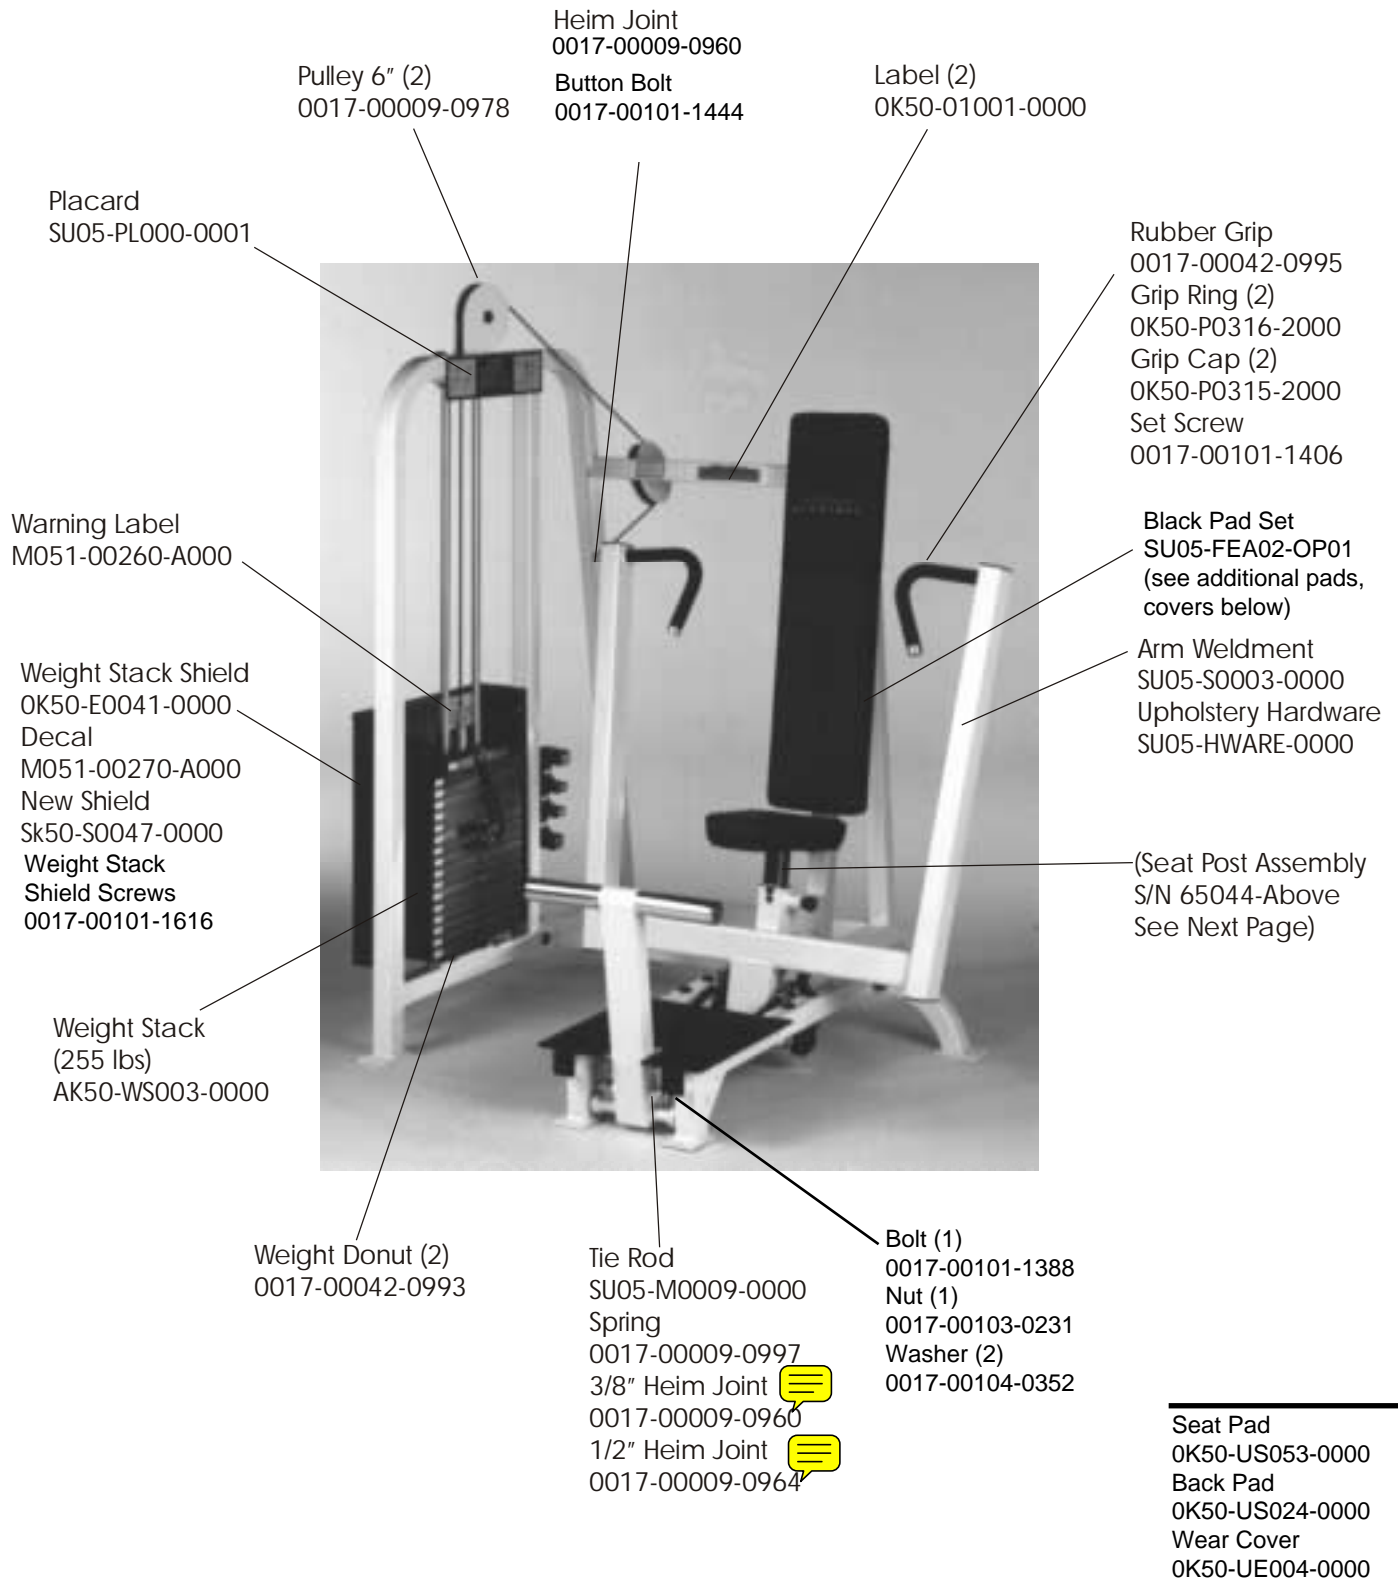 Heim Joint
0017-00009-0960
Button Bolt
0017-00101-1444
Pulley 6" (2)
0017-00009-0978
Label (2)
0K50-01001-0000
Placard
SU05-PL000-0001
Rubber Grip
0017-00042-0995
Grip Ring (2)
0K50-P0316-2000
Grip Cap (2)
0K50-P0315-2000
Set Screw
0017-00101-1406
Warning Label
M051-00260-A000
Black Pad Set
SU05-FEA02-OP01
(see additional pads,
covers below)
Arm Weldment
SU05-S0003-0000
Upholstery Hardware
SU05-HWARE-0000
Weight Stack Shield
0K50-E0041-0000
Decal
M051-00270-A000
New Shield
Sk50-S0047-0000
Weight Stack
Shield Screws
0017-00101-1616
(Seat Post Assembly
S/N 65044-Above
See Next Page)
Weight Stack
(255 lbs)
AK50-WS003-0000
Weight Donut (2)
0017-00042-0993
Tie Rod
SU05-M0009-0000
Spring
0017-00009-0997
3/8" Heim Joint
0017-00009-0960
1/2" Heim Joint
0017-00009-0964
Bolt (1)
0017-00101-1388
Nut (1)
0017-00103-0231
Washer (2)
0017-00104-0352
Seat Pad
0K50-US053-0000
Back Pad
0K50-US024-0000
Wear Cover
0K50-UE004-0000